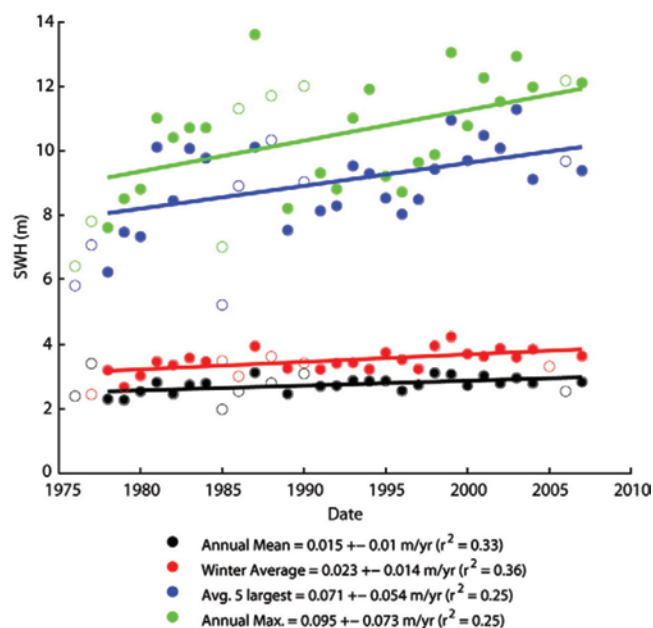 14
12
10
8
6
4
2
0
SWH (m)
1975 1980 1985 1990 1995 2000 2005 2010
Date
Annual Mean = 0.015 +− 0.01 m/yr (r² = 0.33)
Winter Average = 0.023 +− 0.014 m/yr (r² = 0.36)
Avg. 5 largest = 0.071 +− 0.054 m/yr (r² = 0.25)
Annual Max. = 0.095 +− 0.073 m/yr (r² = 0.25)